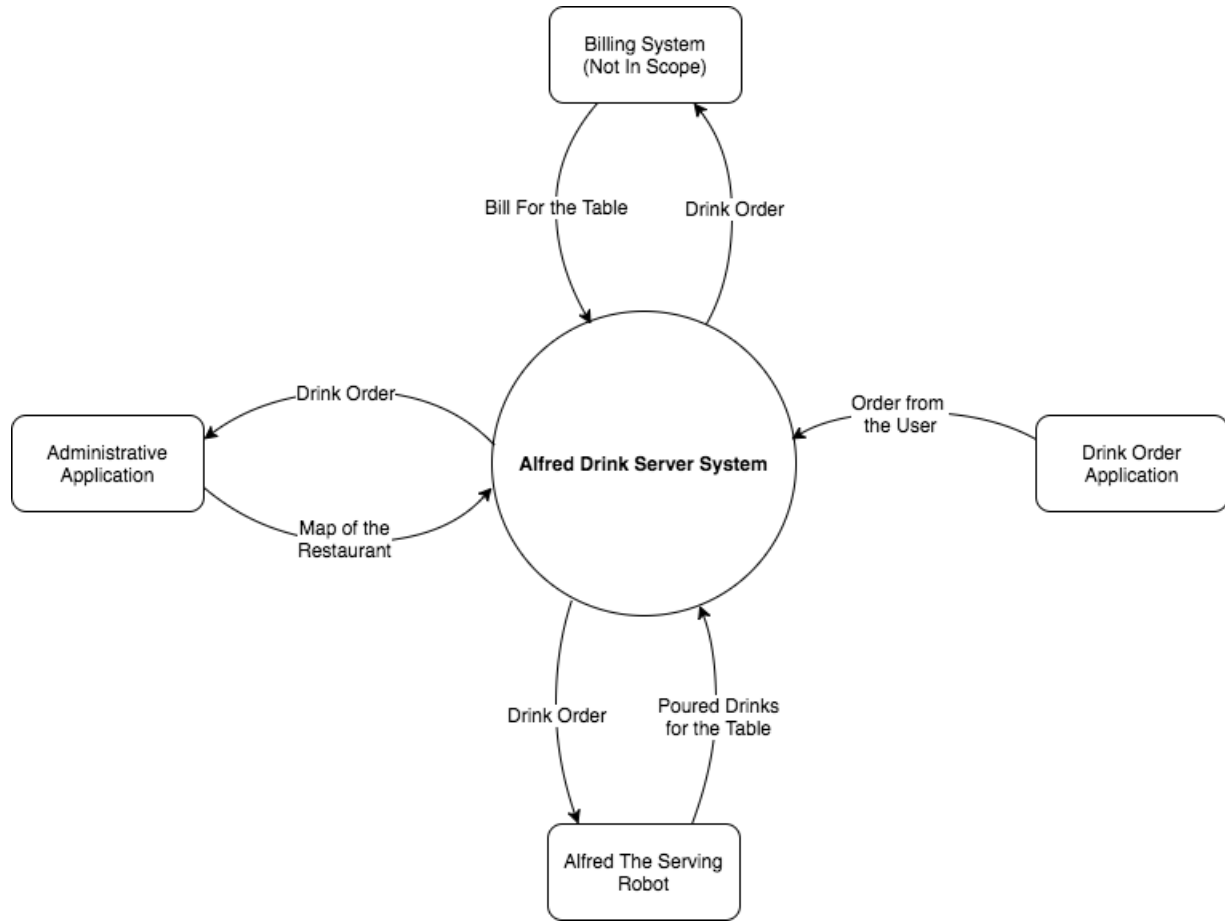 Billing System
(Not In Scope)
Bill For the Table
Drink Order
Drink Order
Order from
the User
Administrative
Application
Alfred Drink Server System
Drink Order
Application
Map of the
Restaurant
Drink Order
Poured Drinks
for the Table
Alfred The Serving
Robot